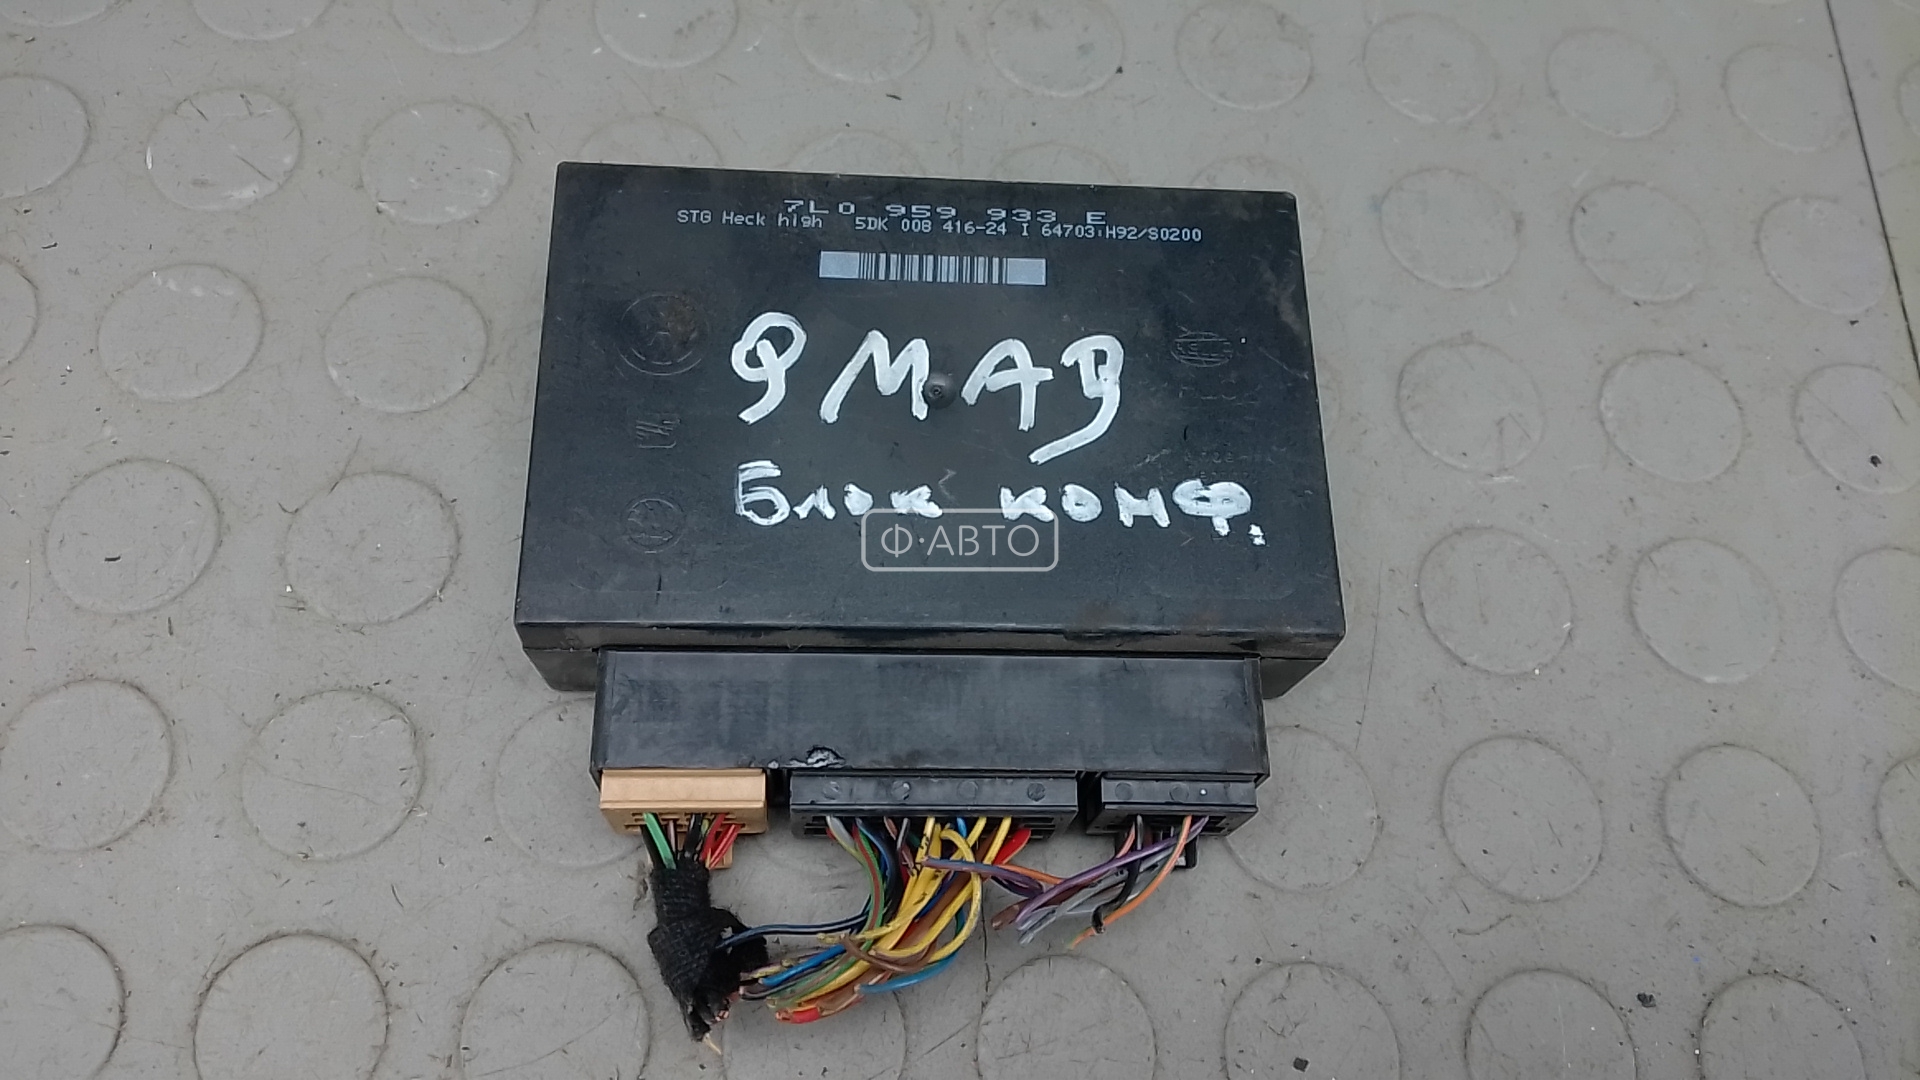 7L0 959 933 E
STG Heck high 5DK 008 416-24 I 64703:H92/S0200
9МАВ
Блок конф.
Ф·АВТО